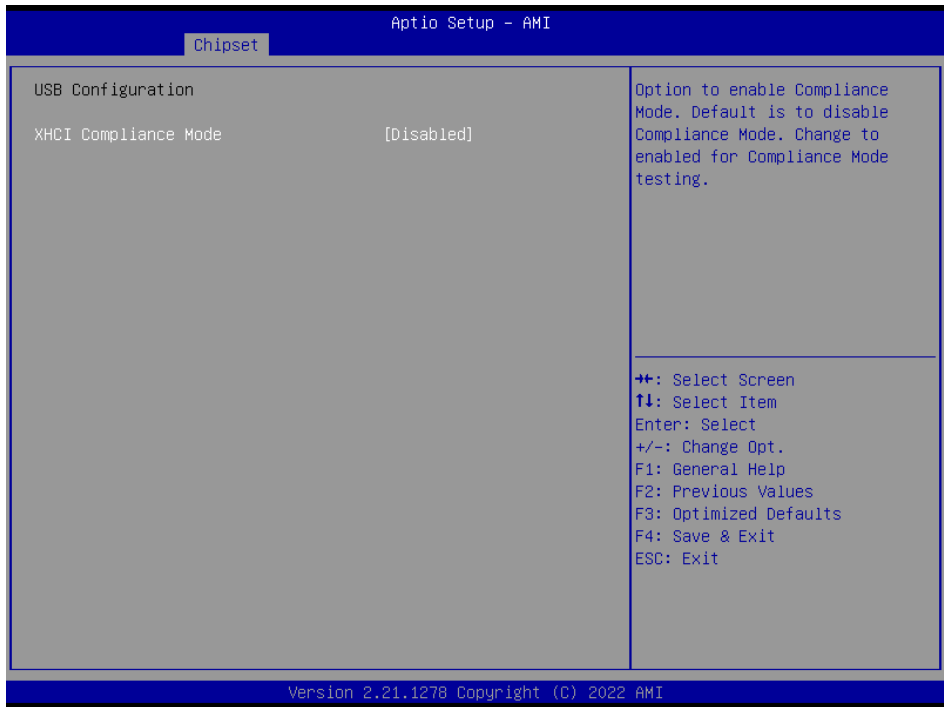 Aptio Setup – AMI
Chipset
USB Configuration
XHCI Compliance Mode [Disabled]
Option to enable Compliance
Mode. Default is to disable
Compliance Mode. Change to
enabled for Compliance Mode
testing.
→←: Select Screen
↑↓: Select Item
Enter: Select
+/-: Change Opt.
F1: General Help
F2: Previous Values
F3: Optimized Defaults
F4: Save & Exit
ESC: Exit
Version 2.21.1278 Copyright (C) 2022 AMI